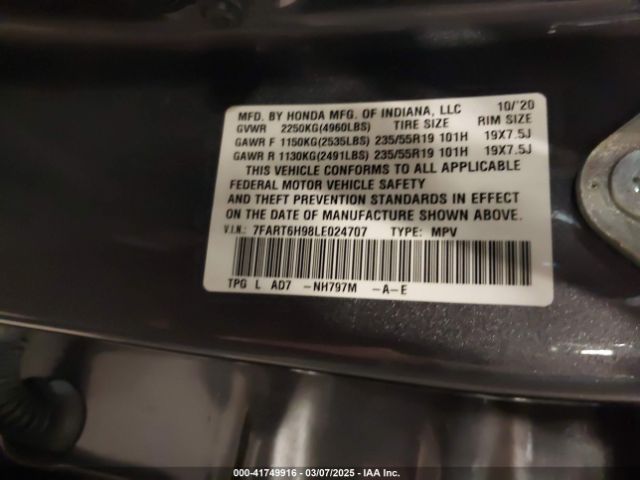 MFD. BY HONDA MFG. OF INDIANA, LLC 10/'20
GVWR 2250KG(4960LBS) TIRE SIZE RIM SIZE
GAWR F 1150KG(2535LBS) 235/55R19 101H 19X7.5J
GAWR R 1130KG(2491LBS) 235/55R19 101H 19X7.5J
THIS VEHICLE CONFORMS TO ALL APPLICABLE
FEDERAL MOTOR VEHICLE SAFETY
AND THEFT PREVENTION STANDARDS IN EFFECT
ON THE DATE OF MANUFACTURE SHOWN ABOVE.
V.I.N.: 7FART6H98LE024707 TYPE: MPV
TPG L AD7 -NH797M -A-E
000-41749916 - 03/07/2025 - IAA Inc.